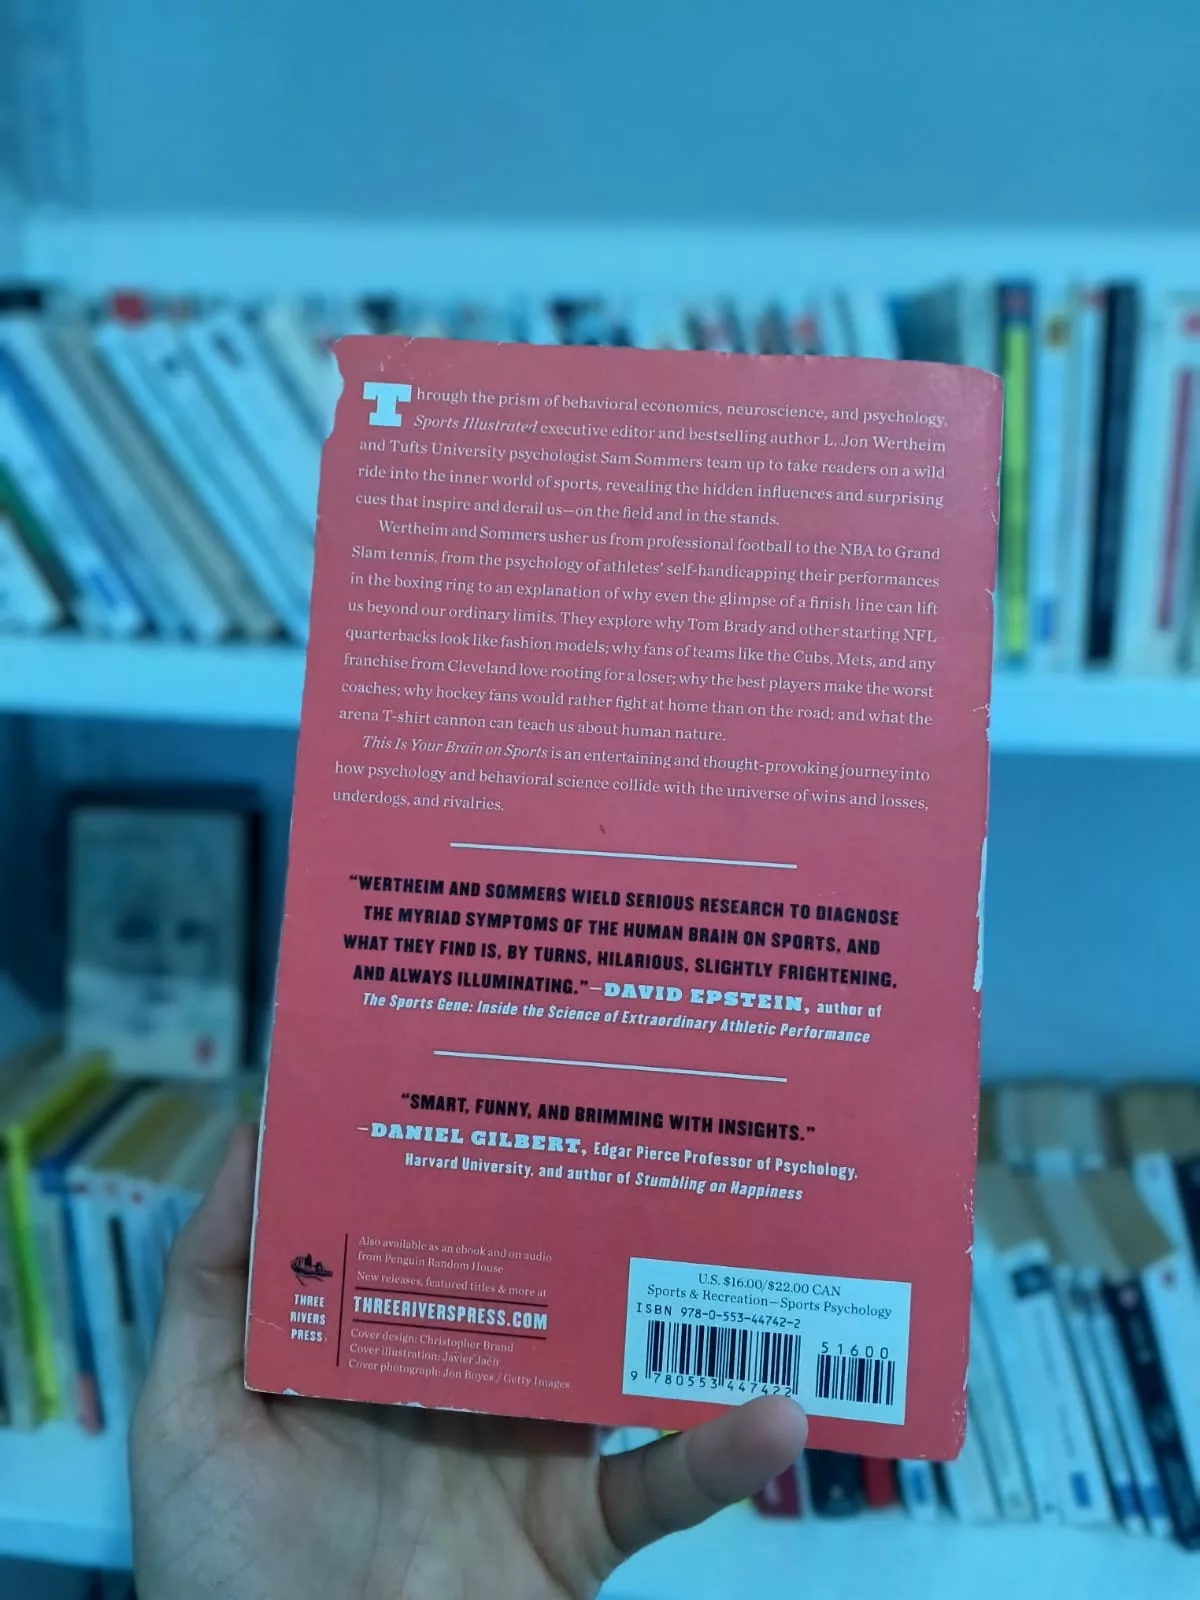 Through the prism of behavioral economics, neuroscience, and psychology,
Sports Illustrated executive editor and bestselling author L. Jon Wertheim
and Tufts University psychologist Sam Sommers team up to take readers on a wild
ride into the inner world of sports, revealing the hidden influences and surprising
cues that inspire and derail us—on the field and in the stands.
Wertheim and Sommers usher us from professional football to the NBA to Grand
Slam tennis, from the psychology of athletes' self-handicapping their performances
in the boxing ring to an explanation of why even the glimpse of a finish line can lift
us beyond our ordinary limits. They explore why Tom Brady and other starting NFL
quarterbacks look like fashion models; why fans of teams like the Cubs, Mets, and any
franchise from Cleveland love rooting for a loser; why the best players make the worst
coaches; why hockey fans would rather fight at home than on the road; and what the
arena T-shirt cannon can teach us about human nature.
This Is Your Brain on Sports is an entertaining and thought-provoking journey into
how psychology and behavioral science collide with the universe of wins and losses,
underdogs, and rivalries.
“WERTHEIM AND SOMMERS WIELD SERIOUS RESEARCH TO DIAGNOSE
THE MYRIAD SYMPTOMS OF THE HUMAN BRAIN ON SPORTS, AND
WHAT THEY FIND IS, BY TURNS, HILARIOUS, SLIGHTLY FRIGHTENING,
AND ALWAYS ILLUMINATING.”—DAVID EPSTEIN, author of
The Sports Gene: Inside the Science of Extraordinary Athletic Performance
“SMART, FUNNY, AND BRIMMING WITH INSIGHTS.”
—DANIEL GILBERT, Edgar Pierce Professor of Psychology,
Harvard University, and author of Stumbling on Happiness
THREE
RIVERS
PRESS
Also available as an ebook and on audio
from Penguin Random House
New releases, featured titles & more at
THREERIVERSPRESS.COM
Cover design: Christopher Brand
Cover illustration: Javier Jaén
Cover photograph: Jon Boyes / Getty Images
U.S. $16.00/$22.00 CAN
Sports & Recreation—Sports Psychology
ISBN 978-0-553-44742-2
51600
9 780553 447422